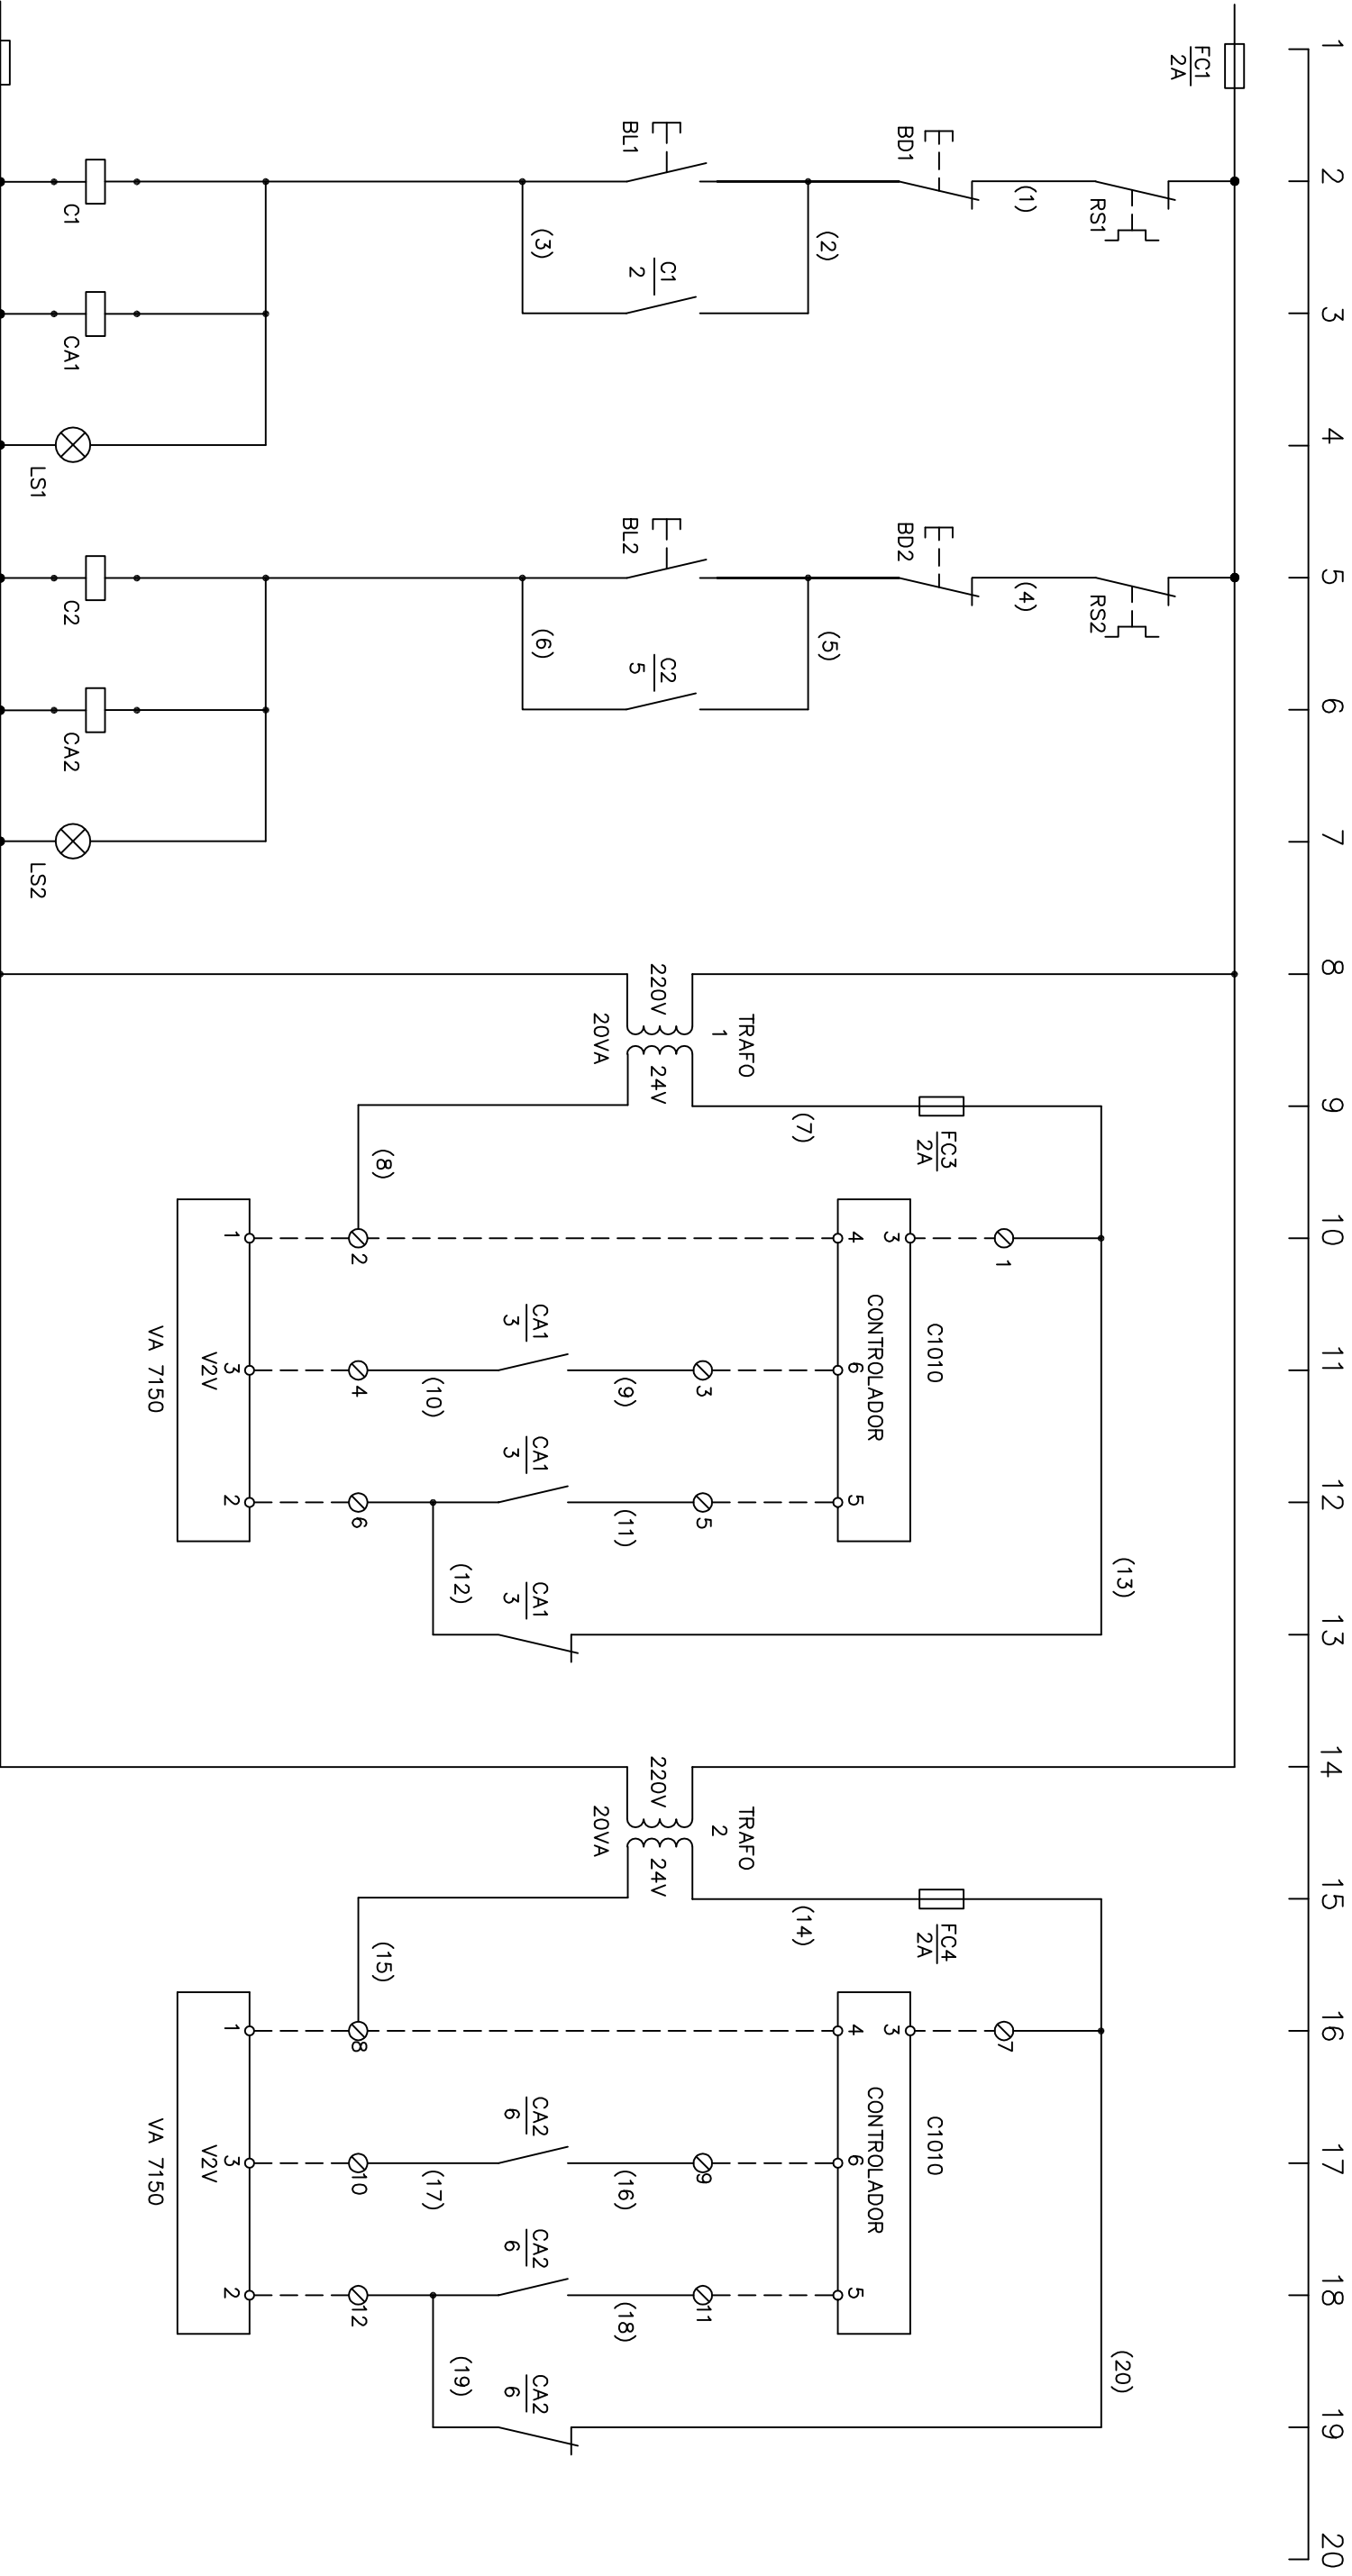 1
2
3
4
5
6
7
8
9
10
11
12
13
14
15
16
17
18
19
20
FC1
2A
RS1
(1)
BD1
(2)
BL1
C1
2
(3)
C1
CA1
LS1
RS2
(4)
BD2
(5)
BL2
C2
5
(6)
C2
CA2
LS2
TRAFO
1
220V
24V
20VA
(7)
FC3
2A
(8)
(13)
1
C1010
CONTROLADOR
3
4
6
5
3
5
(9)
(11)
CA1
3
CA1
3
CA1
3
(10)
(12)
2
4
6
1
3
2
V2V
VA 7150
TRAFO
2
220V
24V
20VA
(14)
FC4
2A
(15)
(20)
7
C1010
CONTROLADOR
3
4
6
5
9
11
(16)
(18)
CA2
6
CA2
6
CA2
6
(17)
(19)
8
10
12
1
3
2
V2V
VA 7150